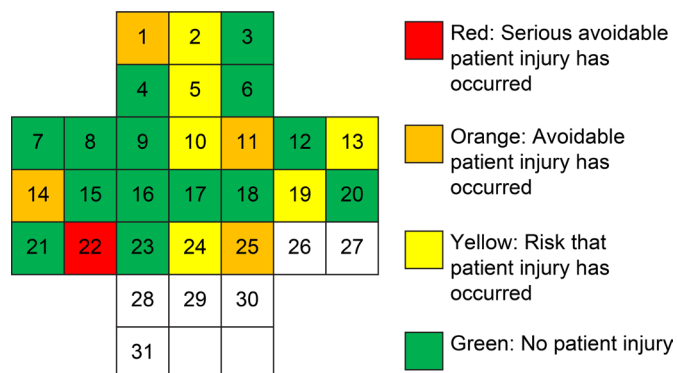 1 2 3
4 5 6
7 8 9 10 11 12 13
14 15 16 17 18 19 20
21 22 23 24 25 26 27
28 29 30
31
Red: Serious avoidable
patient injury has
occurred
Orange: Avoidable
patient injury has
occurred
Yellow: Risk that
patient injury has
occurred
Green: No patient injury